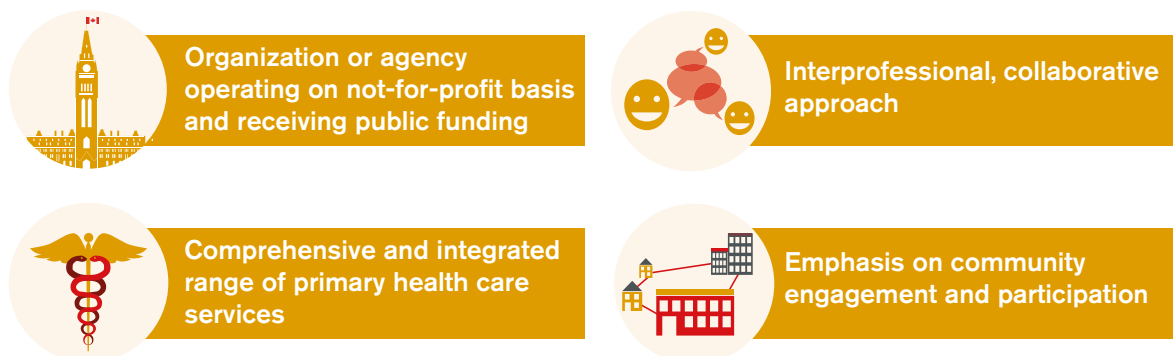 Organization or agency
operating on not-for-profit basis
and receiving public funding
Interprofessional, collaborative
approach
Comprehensive and integrated
range of primary health care
services
Emphasis on community
engagement and participation